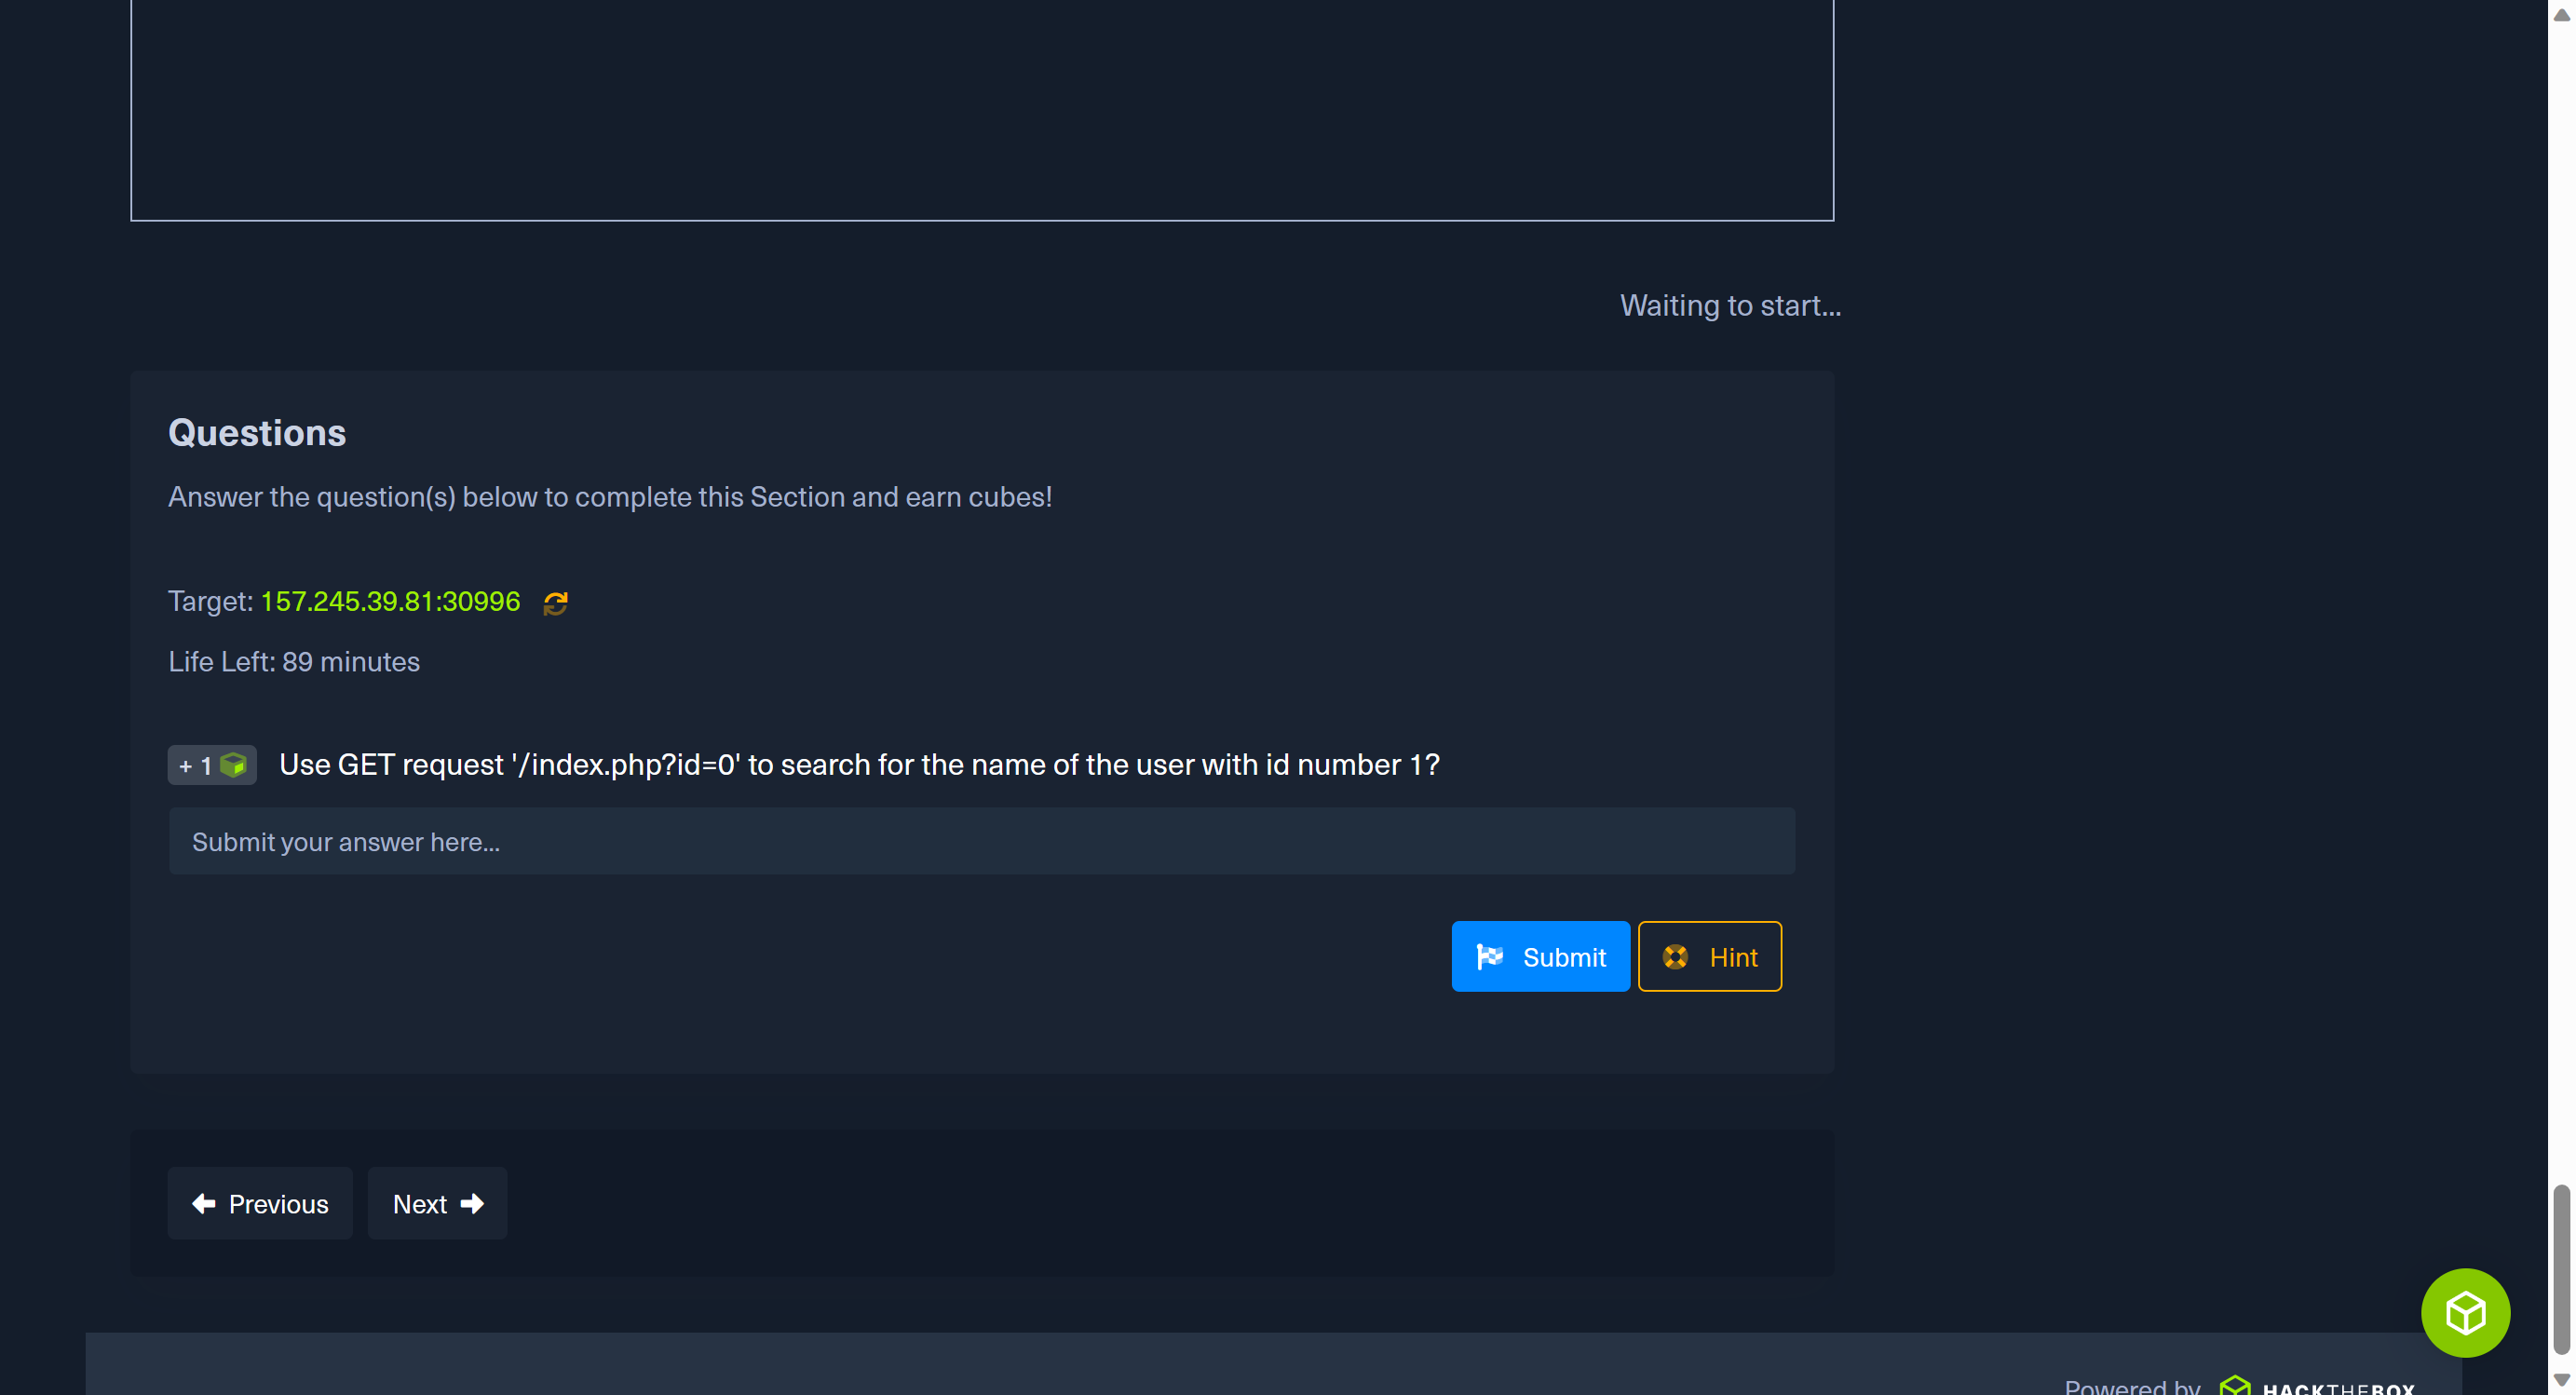 Waiting to start...
Questions
Answer the question(s) below to complete this Section and earn cubes!
Target: 157.245.39.81:30996
Life Left: 89 minutes
+ 1 Use GET request '/index.php?id=0' to search for the name of the user with id number 1?
Submit your answer here...
Submit Hint
Previous Next
Powered by HACKTHEBOX